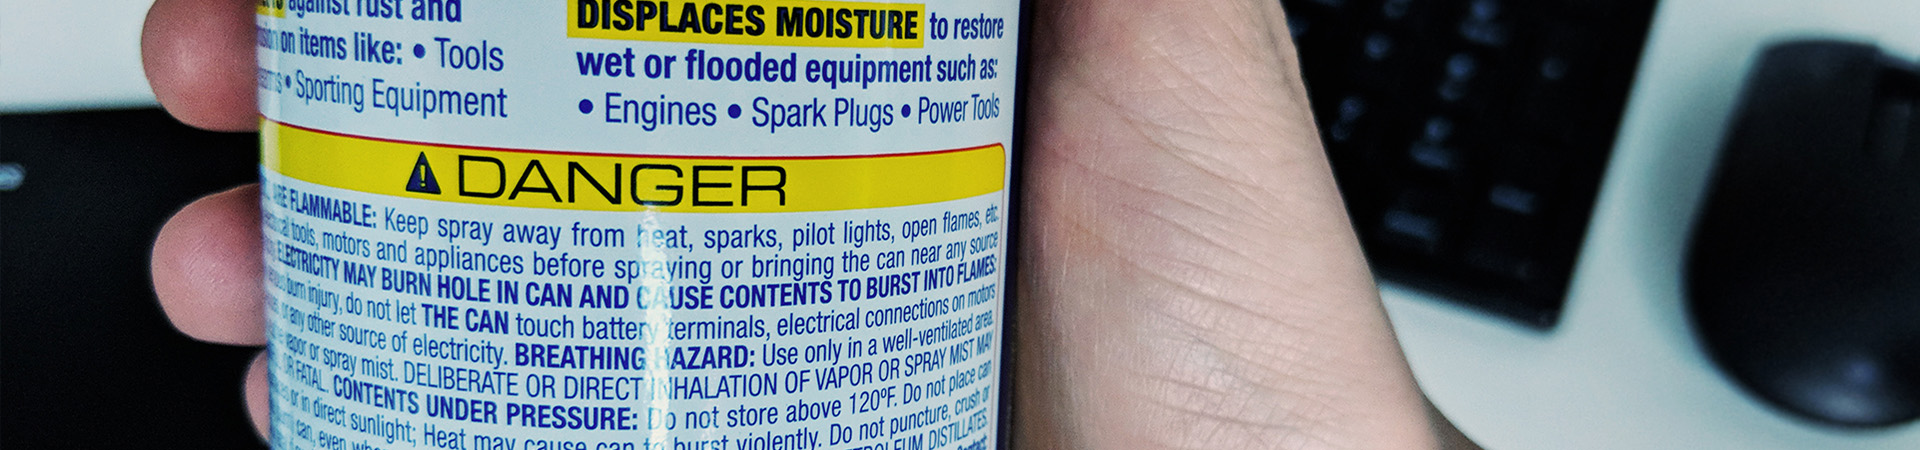 against rust and
on items like: • Tools
• Sporting Equipment
DISPLACES MOISTURE to restore
wet or flooded equipment such as:
• Engines • Spark Plugs • Power Tools
DANGER
ARE FLAMMABLE: Keep spray away from heat, sparks, pilot lights, open flames, etc.
tools, motors and appliances before spraying or bringing the can near any source
ELECTRICITY MAY BURN HOLE IN CAN AND CAUSE CONTENTS TO BURST INTO FLAMES.
burn injury, do not let THE CAN touch battery terminals, electrical connections on motors
or any other source of electricity. BREATHING HAZARD: Use only in a well-ventilated area.
vapor or spray mist. DELIBERATE OR DIRECT INHALATION OF VAPOR OR SPRAY MIST MAY
OR FATAL. CONTENTS UNDER PRESSURE: Do not store above 120°F. Do not place can
or in direct sunlight; Heat may cause can to burst violently. Do not puncture, crush or
can, even DISTILLATES.